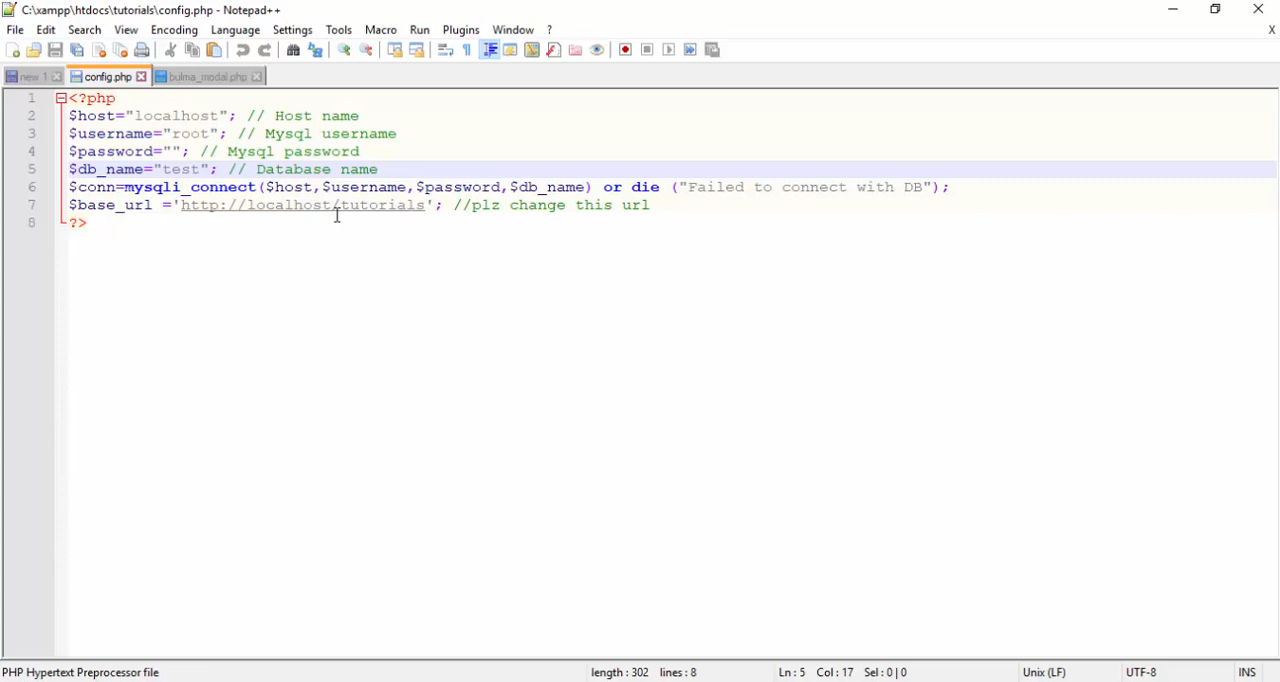 C:\xampp\htdocs\tutorials\config.php - Notepad++
File Edit Search View Encoding Language Settings Tools Macro Run Plugins Window ? X
new 1 config.php bulma_modal.php
1 <?php
2 $host="localhost"; // Host name
3 $username="root"; // Mysql username
4 $password=""; // Mysql password
5 $db_name="test"; // Database name
6 $conn=mysqli_connect($host,$username,$password,$db_name) or die ("Failed to connect with DB");
7 $base_url ='http://localhost/tutorials'; //plz change this url
8 ?>
PHP Hypertext Preprocessor file length : 302 lines : 8 Ln : 5 Col : 17 Sel : 0 | 0 Unix (LF) UTF-8 INS